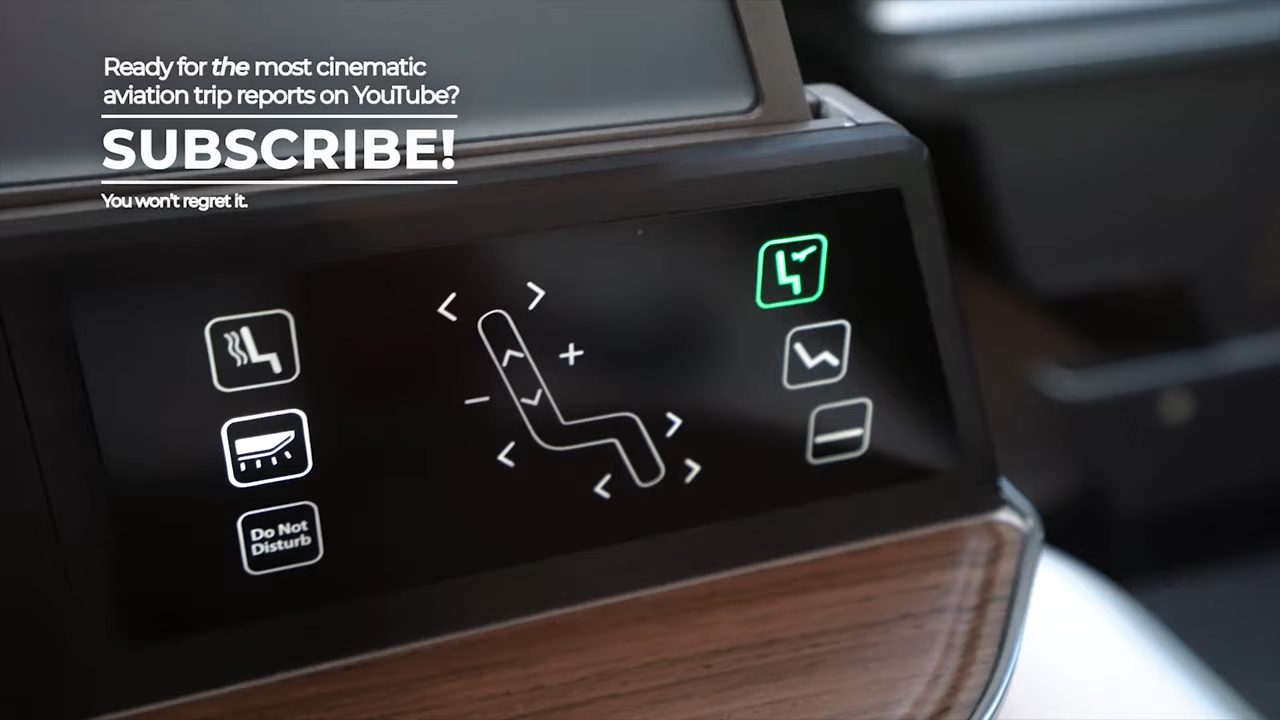 Ready for the most cinematic
aviation trip reports on YouTube?
SUBSCRIBE!
You won't regret it.
Do Not
Disturb